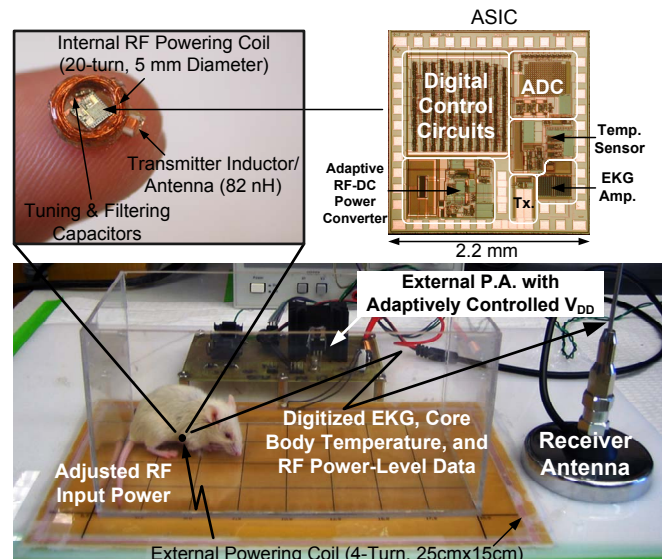 ASIC
Internal RF Powering Coil
(20-turn, 5 mm Diameter)
Transmitter Inductor/
Antenna (82 nH)
Tuning & Filtering
Capacitors
Digital
Control
Circuits
ADC
Temp.
Sensor
Adaptive
RF-DC
Power
Converter
Tx.
EKG
Amp.
2.2 mm
External P.A. with
Adaptively Controlled VDD
Digitized EKG, Core
Body Temperature, and
RF Power-Level Data
Adjusted RF
Input Power
Receiver
Antenna
External Powering Coil (4-Turn, 25cmx15cm)